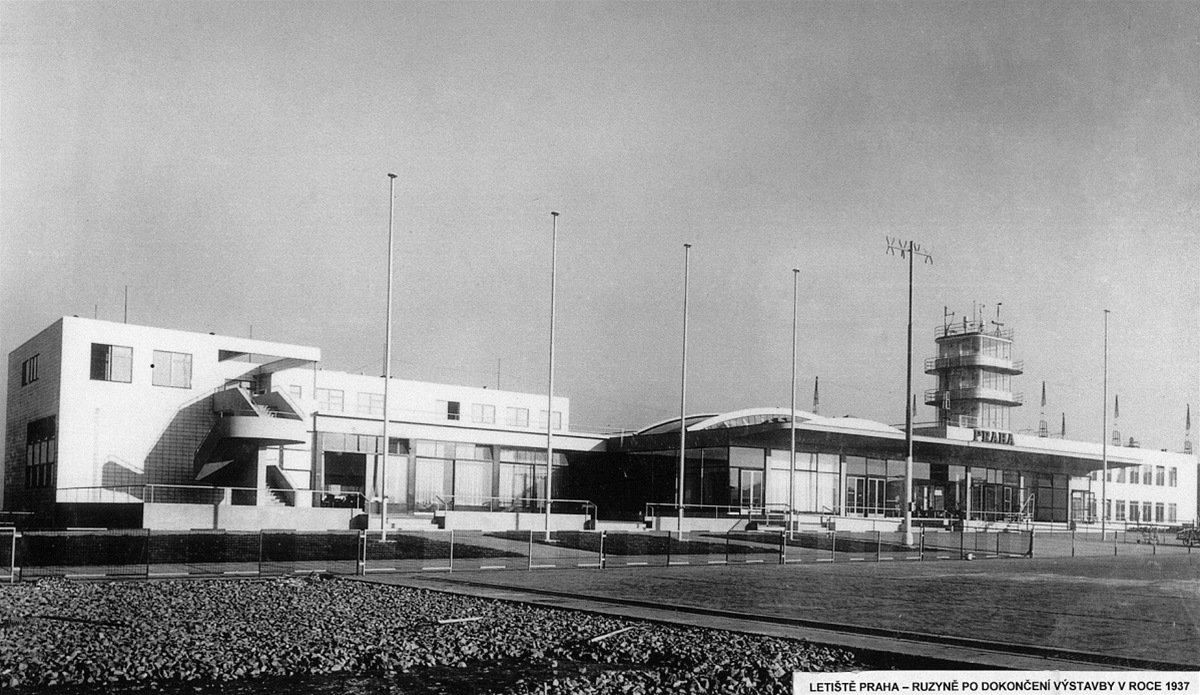 PRAHA
LETIŠTĚ PRAHA – RUZYNĚ PO DOKONČENÍ VÝSTAVBY V ROCE 1937